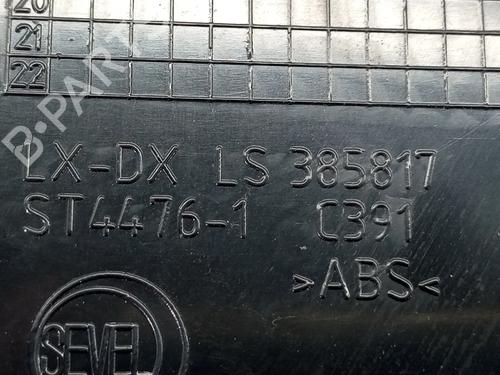 20
21
22
B-PARTS
LX-DX LS 385817
ST4476-1 C391
>ABS<
SEVEL